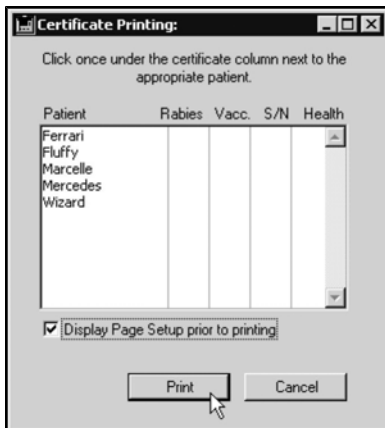 Certificate Printing:
Click once under the certificate column next to the
appropriate patient.
Patient Rabies Vacc. S/N Health
Ferrari
Fluffy
Marcelle
Mercedes
Wizard
Display Page Setup prior to printing
Print Cancel